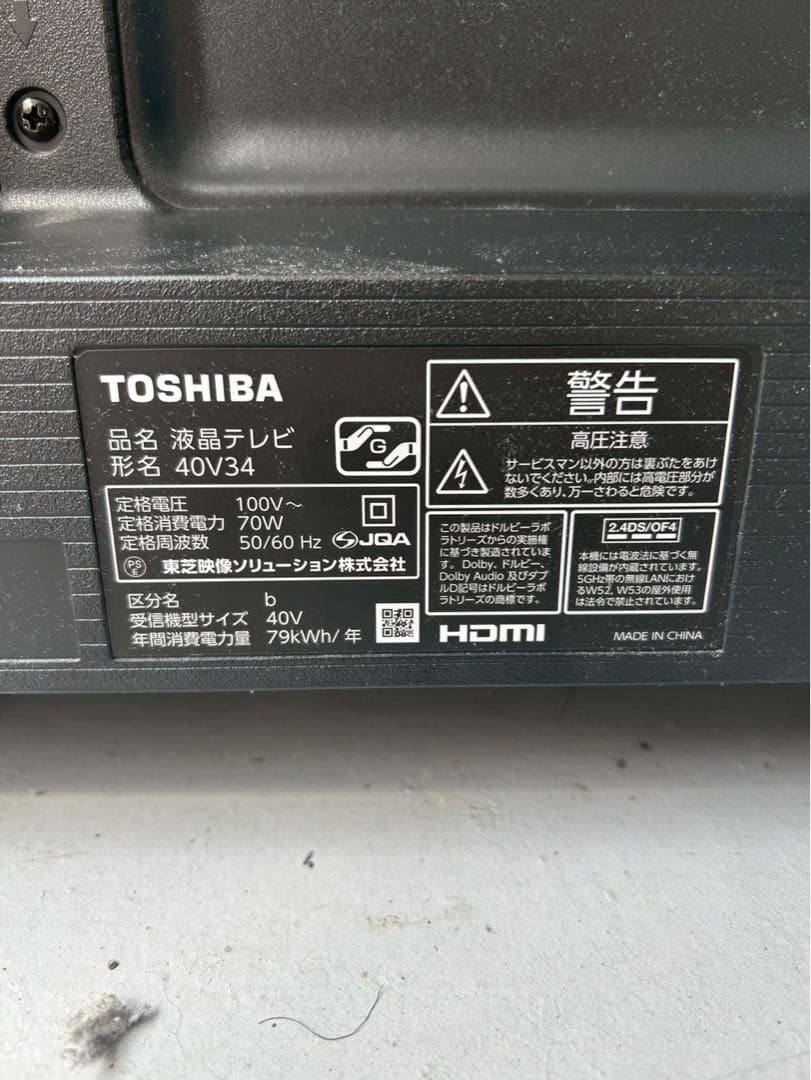 TOSHIBA
品名 液晶テレビ
形名 40V34
G
定格電圧 100V～
定格消費電力 70W
定格周波数 50/60 Hz
JQA
PS
E
東芝映像ソリューション株式会社
区分名 b
受信機型サイズ 40V
年間消費電力量 79kWh/年
警告
高圧注意
サービスマン以外の方は裏ぶたをあけ
ないでください。内部には高電圧部分が
数多くあり、万一さわると危険です。
この製品はドルビーラボ
ラトリーズからの実施権
に基づき製造されていま
す。Dolby、ドルビー、
Dolby Audio 及びダブ
ルD記号はドルビーラボ
ラトリーズの商標です。
2.4DS/OF4
本機には電波法に基づく無
線設備が内蔵されています。
5GHz帯の無線LANにおけ
るW52、W53の屋外使用
は法令で禁止されています。
HDMI
MADE IN CHINA